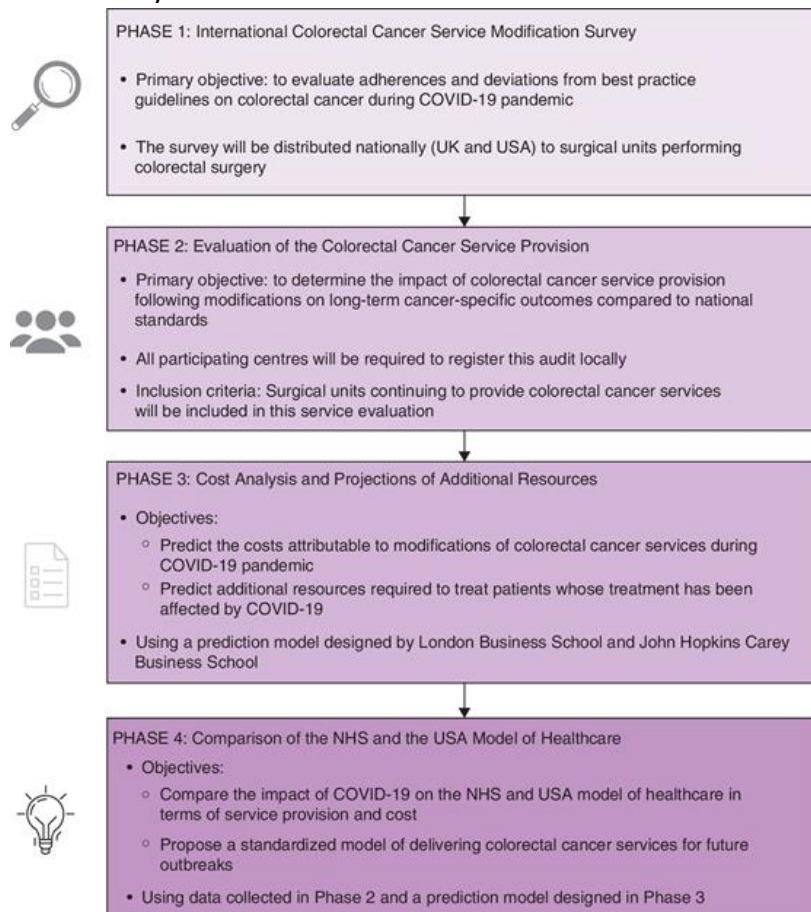 PHASE 1: International Colorectal Cancer Service Modification Survey
• Primary objective: to evaluate adherences and deviations from best practice
guidelines on colorectal cancer during COVID-19 pandemic
• The survey will be distributed nationally (UK and USA) to surgical units performing
colorectal surgery
PHASE 2: Evaluation of the Colorectal Cancer Service Provision
• Primary objective: to determine the impact of colorectal cancer service provision
following modifications on long-term cancer-specific outcomes compared to national
standards
• All participating centres will be required to register this audit locally
• Inclusion criteria: Surgical units continuing to provide colorectal cancer services
will be included in this service evaluation
PHASE 3: Cost Analysis and Projections of Additional Resources
• Objectives:
○ Predict the costs attributable to modifications of colorectal cancer services during
COVID-19 pandemic
○ Predict additional resources required to treat patients whose treatment has been
affected by COVID-19
• Using a prediction model designed by London Business School and John Hopkins Carey
Business School
PHASE 4: Comparison of the NHS and the USA Model of Healthcare
• Objectives:
○ Compare the impact of COVID-19 on the NHS and USA model of healthcare in
terms of service provision and cost
○ Propose a standardized model of delivering colorectal cancer services for future
outbreaks
• Using data collected in Phase 2 and a prediction model designed in Phase 3